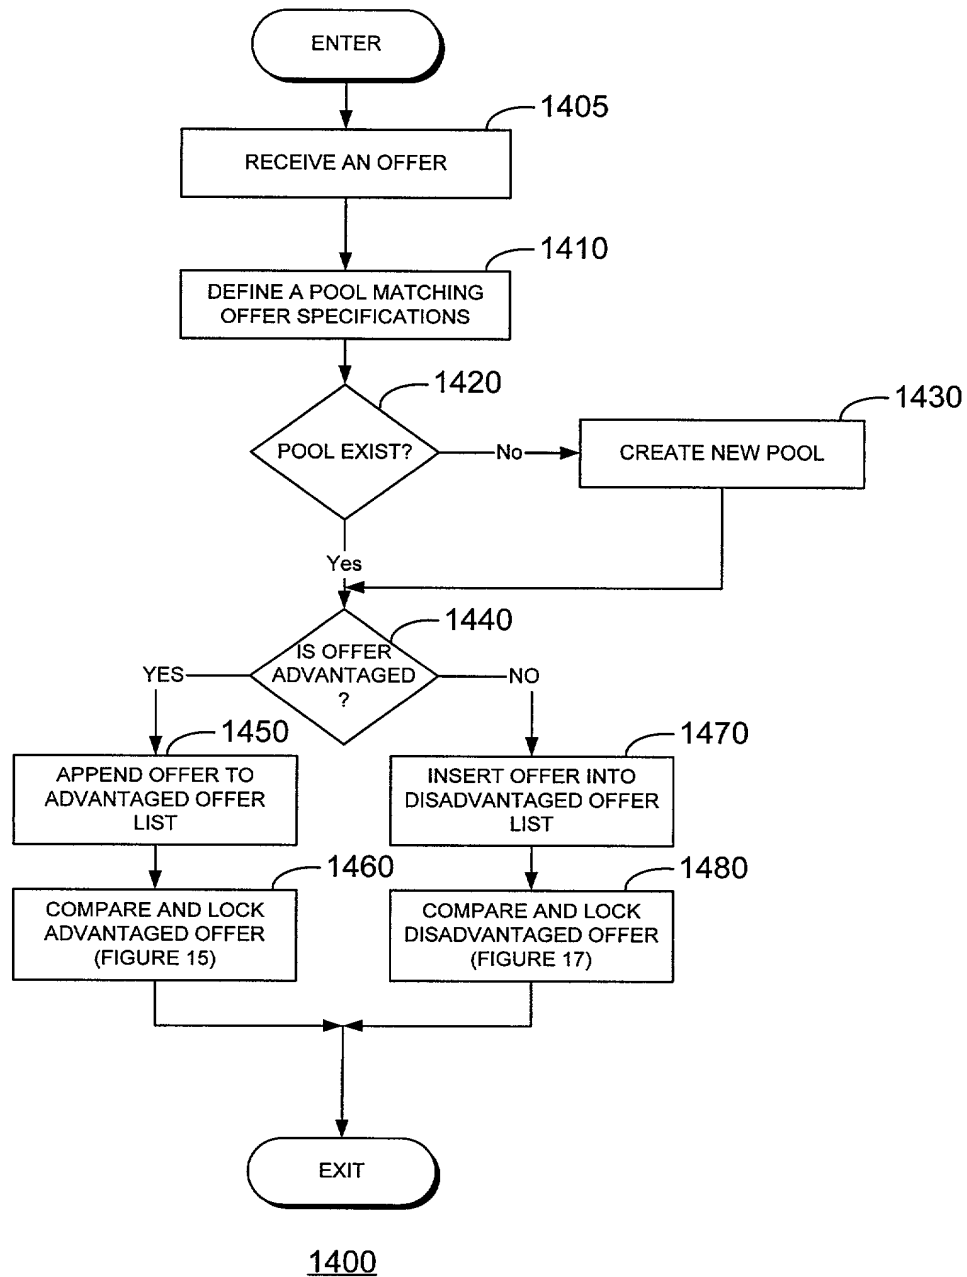 ENTER
1405
RECEIVE AN OFFER
1410
DEFINE A POOL MATCHING
OFFER SPECIFICATIONS
1420
POOL EXIST?
No
1430
CREATE NEW POOL
Yes
1440
IS OFFER
ADVANTAGED
?
YES
NO
1450
APPEND OFFER TO
ADVANTAGED OFFER
LIST
1470
INSERT OFFER INTO
DISADVANTAGED OFFER
LIST
1460
COMPARE AND LOCK
ADVANTAGED OFFER
(FIGURE 15)
1480
COMPARE AND LOCK
DISADVANTAGED OFFER
(FIGURE 17)
EXIT
1400